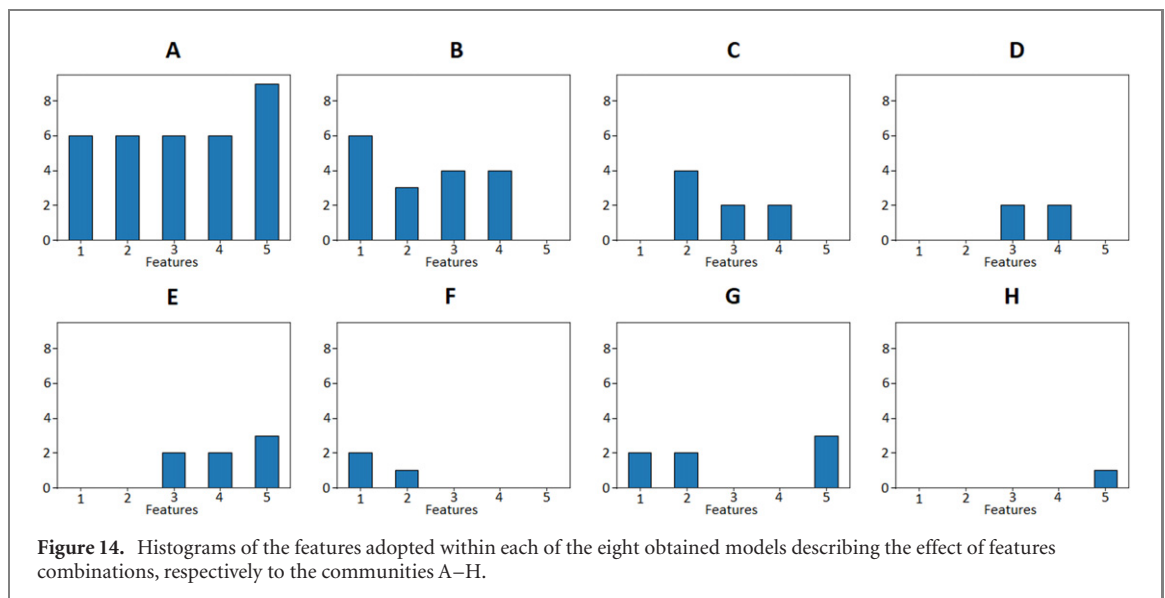 A B C D
8 8 8 8
6 6 6 6
4 4 4 4
2 2 2 2
0 0 0 0
1 2 3 4 5 1 2 3 4 5 1 2 3 4 5 1 2 3 4 5
Features Features Features Features
E F G H
8 8 8 8
6 6 6 6
4 4 4 4
2 2 2 2
0 0 0 0
1 2 3 4 5 1 2 3 4 5 1 2 3 4 5 1 2 3 4 5
Features Features Features Features
Figure 14. Histograms of the features adopted within each of the eight obtained models describing the effect of features
combinations, respectively to the communities A–H.